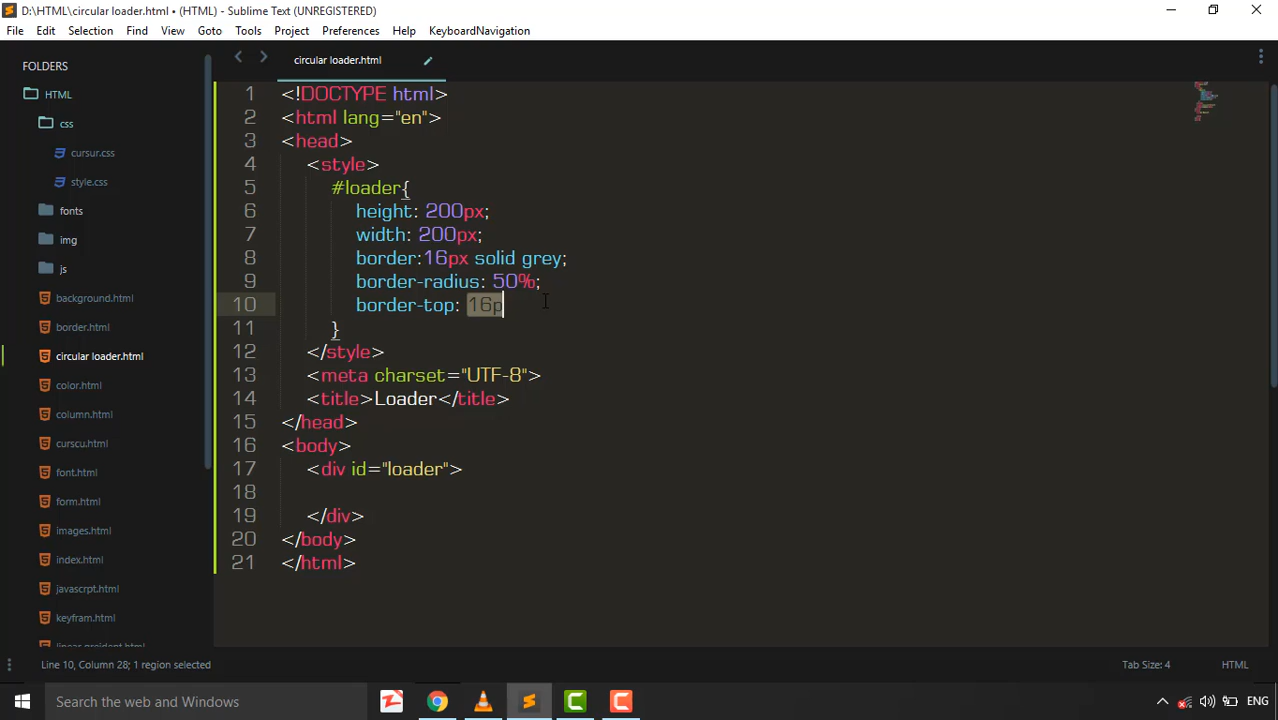 D:\HTML\circular loader.html • (HTML) - Sublime Text (UNREGISTERED)
File Edit Selection Find View Goto Tools Project Preferences Help KeyboardNavigation
FOLDERS
HTML
css
cursur.css
style.css
fonts
img
js
background.html
border.html
circular loader.html
color.html
column.html
curscu.html
font.html
form.html
images.html
index.html
javascrpt.html
keyfram.html
linear greident.html
circular loader.html
1 <!DOCTYPE html>
2 <html lang="en">
3 <head>
4 <style>
5 #loader{
6 height: 200px;
7 width: 200px;
8 border:16px solid grey;
9 border-radius: 50%;
10 border-top: 16p
11 }
12 </style>
13 <meta charset="UTF-8">
14 <title>Loader</title>
15 </head>
16 <body>
17 <div id="loader">
18
19 </div>
20 </body>
21 </html>
Line 10, Column 28; 1 region selected
Tab Size: 4
HTML
Search the web and Windows
ENG